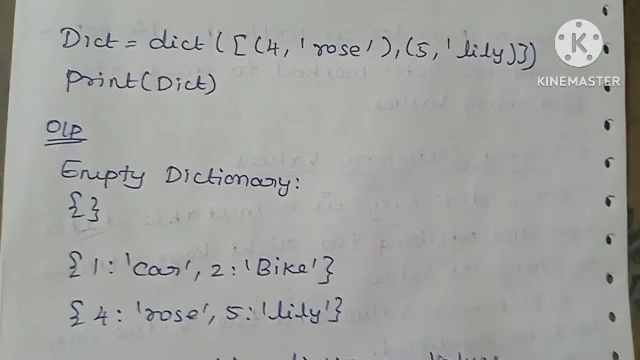 Dict = dict([(4, 'rose'), (5, 'lily)})
Print(Dict)
O/p
Empty Dictionary:
{}
{1: 'Car', 2: 'Bike'}
{4: 'rose', 5: 'lily'}
KINEMASTER